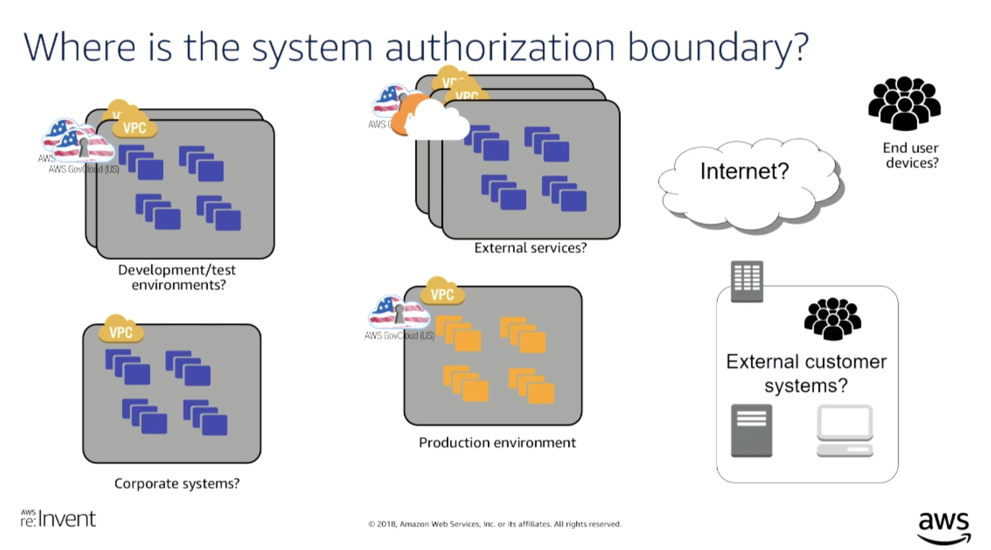 Where is the system authorization boundary?
VPC
AWS
AWS GovCloud (US)
Development/test
environments?
VPC
AWS G
External services?
Internet?
End user
devices?
VPC
Corporate systems?
VPC
AWS GovCloud (US)
Production environment
External customer
systems?
AWS
re:Invent
© 2018, Amazon Web Services, Inc. or its affiliates. All rights reserved.
aws